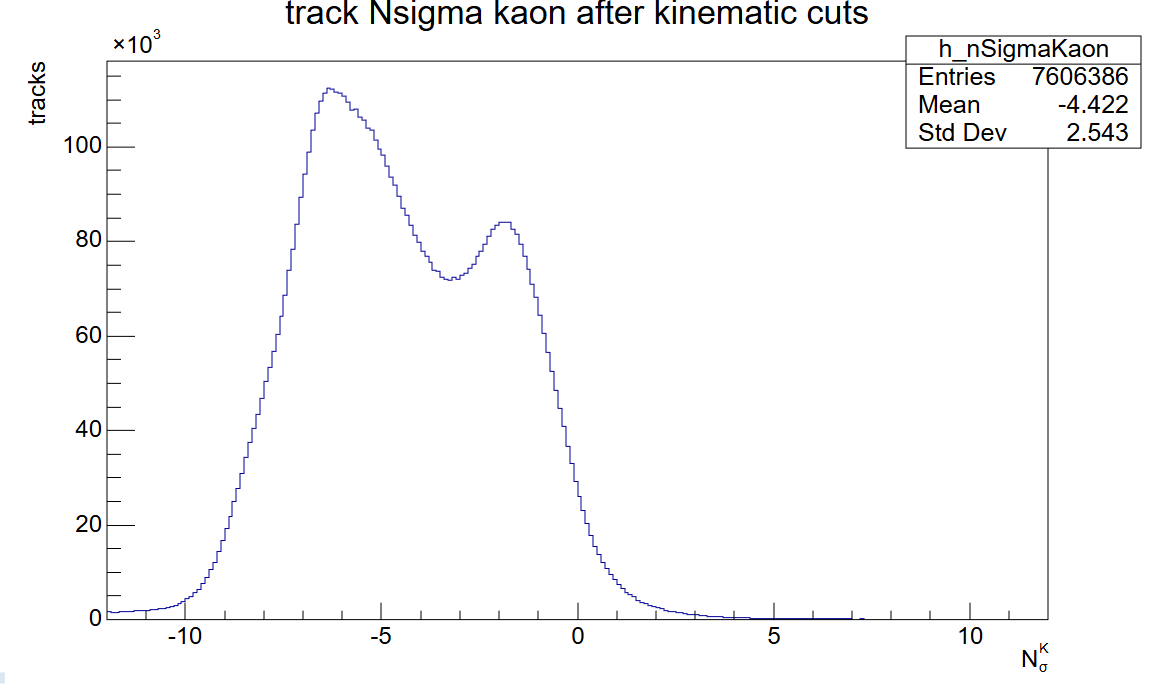 track Nsigma kaon after kinematic cuts
×10³
tracks
h_nSigmaKaon
Entries 7606386
Mean -4.422
Std Dev 2.543
100
80
60
40
20
0
-10 -5 0 5 10
N_σ^K